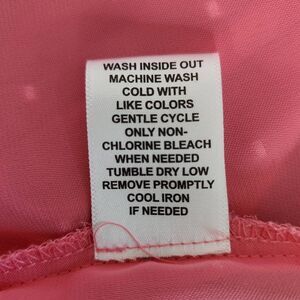 WASH INSIDE OUT
MACHINE WASH
COLD WITH
LIKE COLORS
GENTLE CYCLE
ONLY NON-
CHLORINE BLEACH
WHEN NEEDED
TUMBLE DRY LOW
REMOVE PROMPTLY
COOL IRON
IF NEEDED